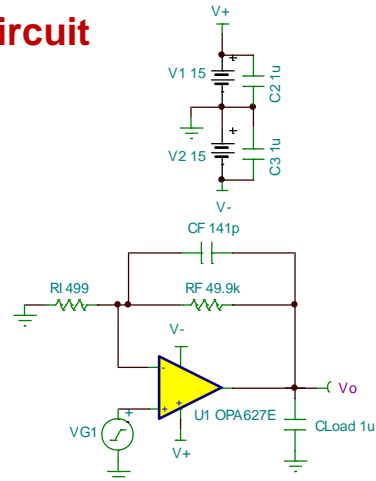 ircuit
V+
V1 15
C2 1u
V2 15
C3 1u
V-
CF 141p
RI 499
RF 49.9k
V-
U1 OPA627E
Vo
VG1
CLoad 1u
V+